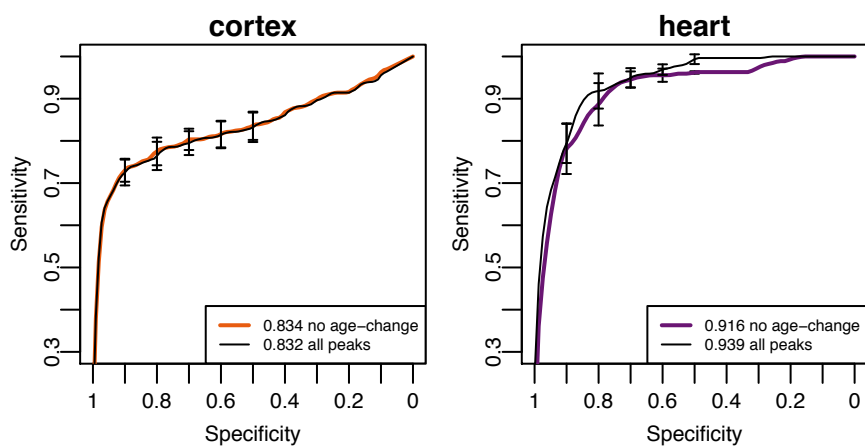 cortex
Sensitivity
0.9
0.7
0.5
0.3
0.834 no age−change
0.832 all peaks
1 0.8 0.6 0.4 0.2 0
Specificity
heart
Sensitivity
0.9
0.7
0.5
0.3
0.916 no age−change
0.939 all peaks
1 0.8 0.6 0.4 0.2 0
Specificity